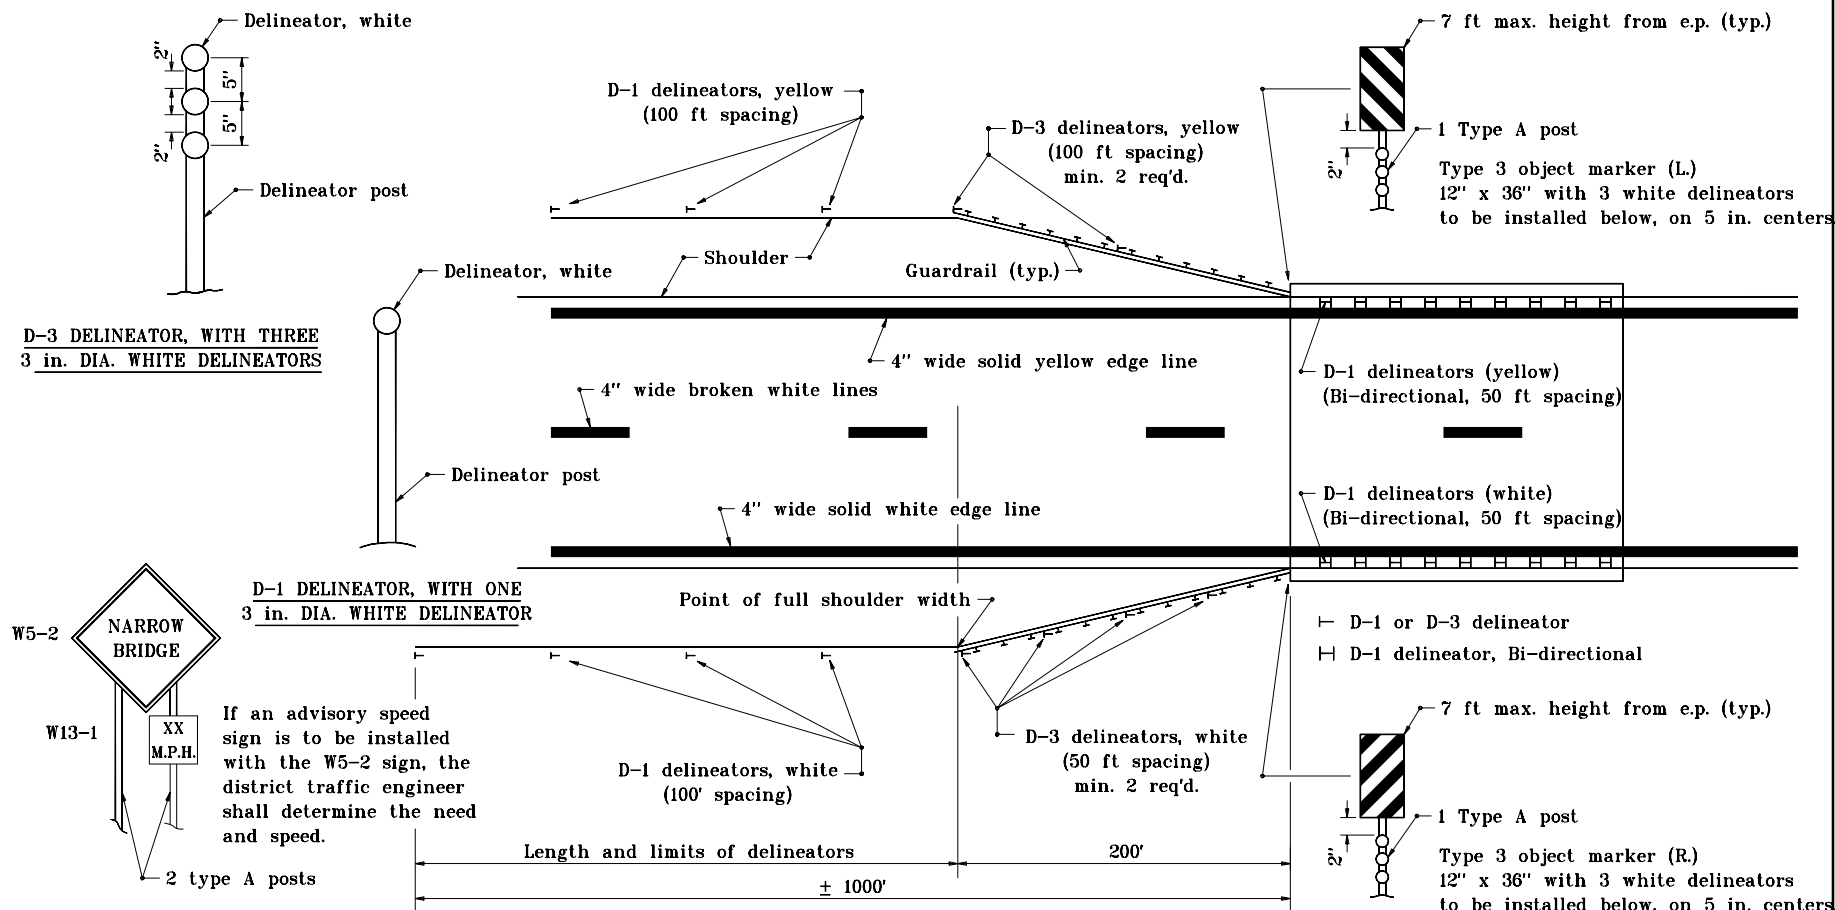 Delineator, white
2"
5"
5"
2"
Delineator post
D-3 DELINEATOR, WITH THREE
3 in. DIA. WHITE DELINEATORS
Delineator, white
Delineator post
D-1 DELINEATOR, WITH ONE
3 in. DIA. WHITE DELINEATOR
D-1 delineators, yellow
(100 ft spacing)
D-3 delineators, yellow
(100 ft spacing)
min. 2 req'd.
7 ft max. height from e.p. (typ.)
1 Type A post
2"
Type 3 object marker (L.)
12" x 36" with 3 white delineators
to be installed below, on 5 in. centers
Shoulder
Guardrail (typ.)
4" wide solid yellow edge line
4" wide broken white lines
D-1 delineators (yellow)
(Bi-directional, 50 ft spacing)
D-1 delineators (white)
(Bi-directional, 50 ft spacing)
4" wide solid white edge line
Point of full shoulder width
D-1 or D-3 delineator
D-1 delineator, Bi-directional
W5-2
NARROW
BRIDGE
W13-1
XX
M.P.H.
If an advisory speed
sign is to be installed
with the W5-2 sign, the
district traffic engineer
shall determine the need
and speed.
2 type A posts
D-1 delineators, white
(100' spacing)
D-3 delineators, white
(50 ft spacing)
min. 2 req'd.
7 ft max. height from e.p. (typ.)
1 Type A post
2"
Type 3 object marker (R.)
12" x 36" with 3 white delineators
to be installed below, on 5 in. centers
Length and limits of delineators
200'
± 1000'